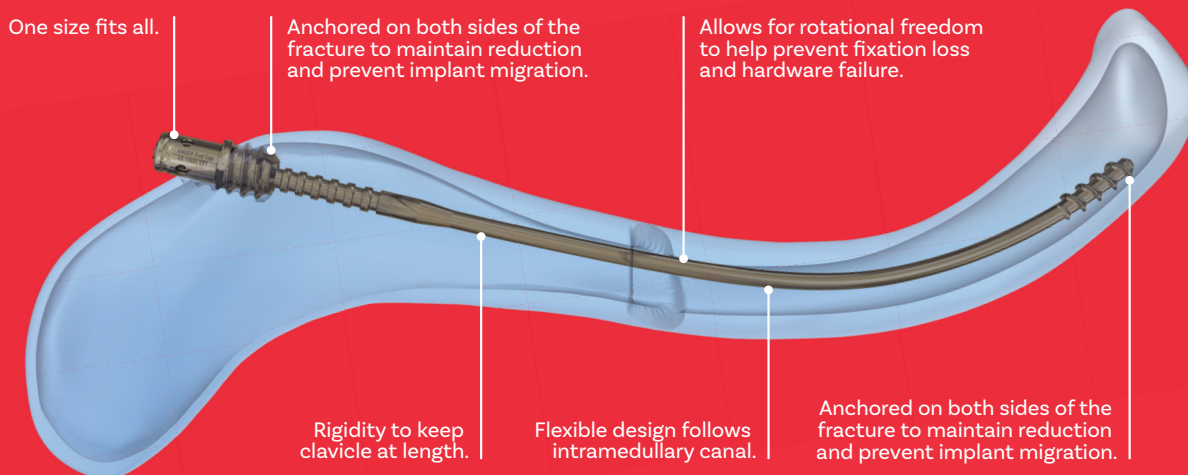 One size fits all.
Anchored on both sides of the
fracture to maintain reduction
and prevent implant migration.
Allows for rotational freedom
to help prevent fixation loss
and hardware failure.
Rigidity to keep
clavicle at length.
Flexible design follows
intramedullary canal.
Anchored on both sides of the
fracture to maintain reduction
and prevent implant migration.